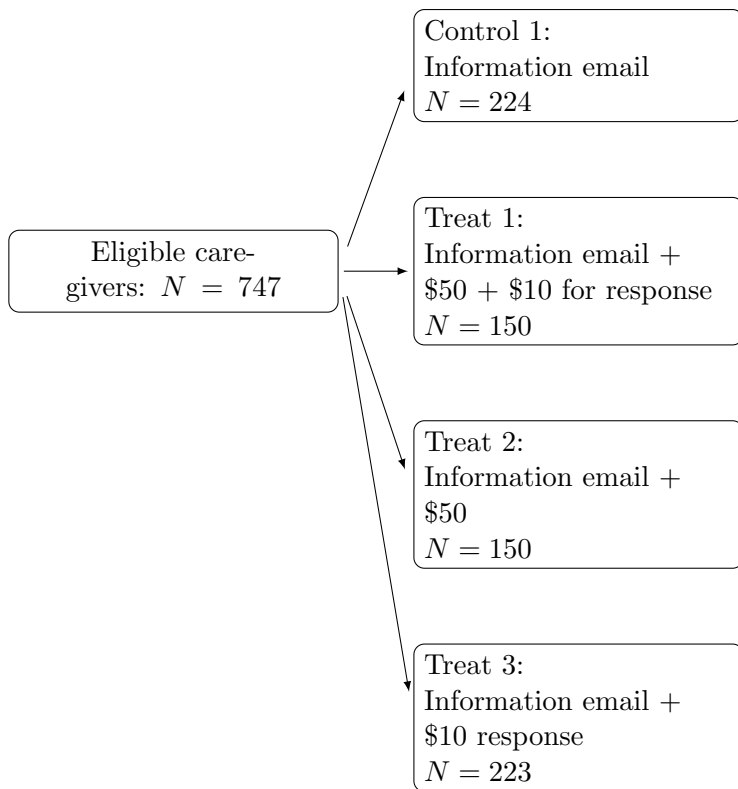 Control 1:
Information email
N = 224
Eligible care-
givers: N = 747
Treat 1:
Information email +
$50 + $10 for response
N = 150
Treat 2:
Information email +
$50
N = 150
Treat 3:
Information email +
$10 response
N = 223